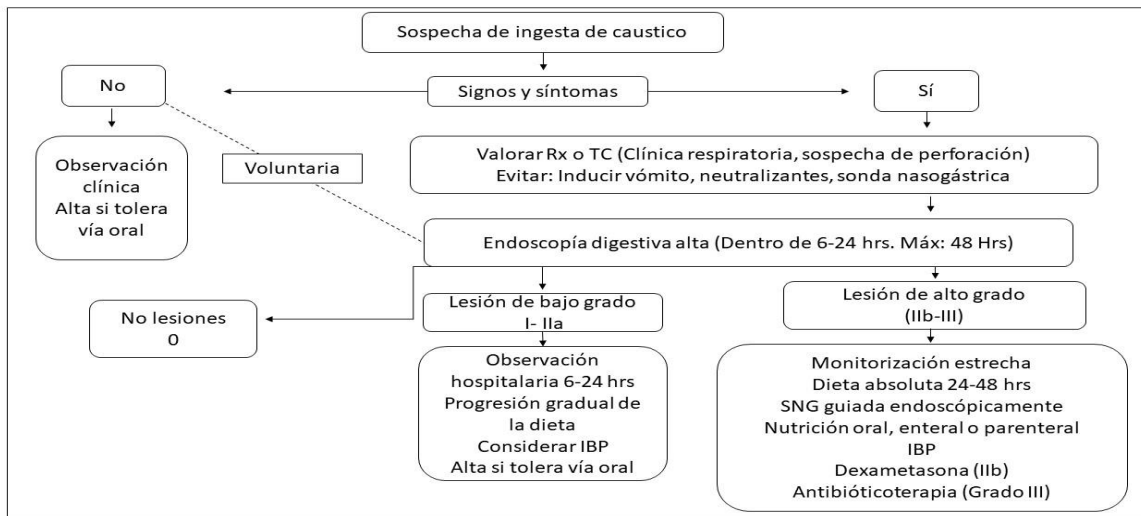 Sospecha de ingesta de caustico
No
Signos y síntomas
Sí
Observación
clínica
Alta si tolera
vía oral
Voluntaria
Valorar Rx o TC (Clínica respiratoria, sospecha de perforación)
Evitar: Inducir vómito, neutralizantes, sonda nasogástrica
Endoscopía digestiva alta (Dentro de 6-24 hrs. Máx: 48 Hrs)
No lesiones
0
Lesión de bajo grado
I- IIa
Lesión de alto grado
(IIb-III)
Observación
hospitalaria 6-24 hrs
Progresión gradual de
la dieta
Considerar IBP
Alta si tolera vía oral
Monitorización estrecha
Dieta absoluta 24-48 hrs
SNG guiada endoscópicamente
Nutrición oral, enteral o parenteral
IBP
Dexametasona (IIb)
Antibióticoterapia (Grado III)